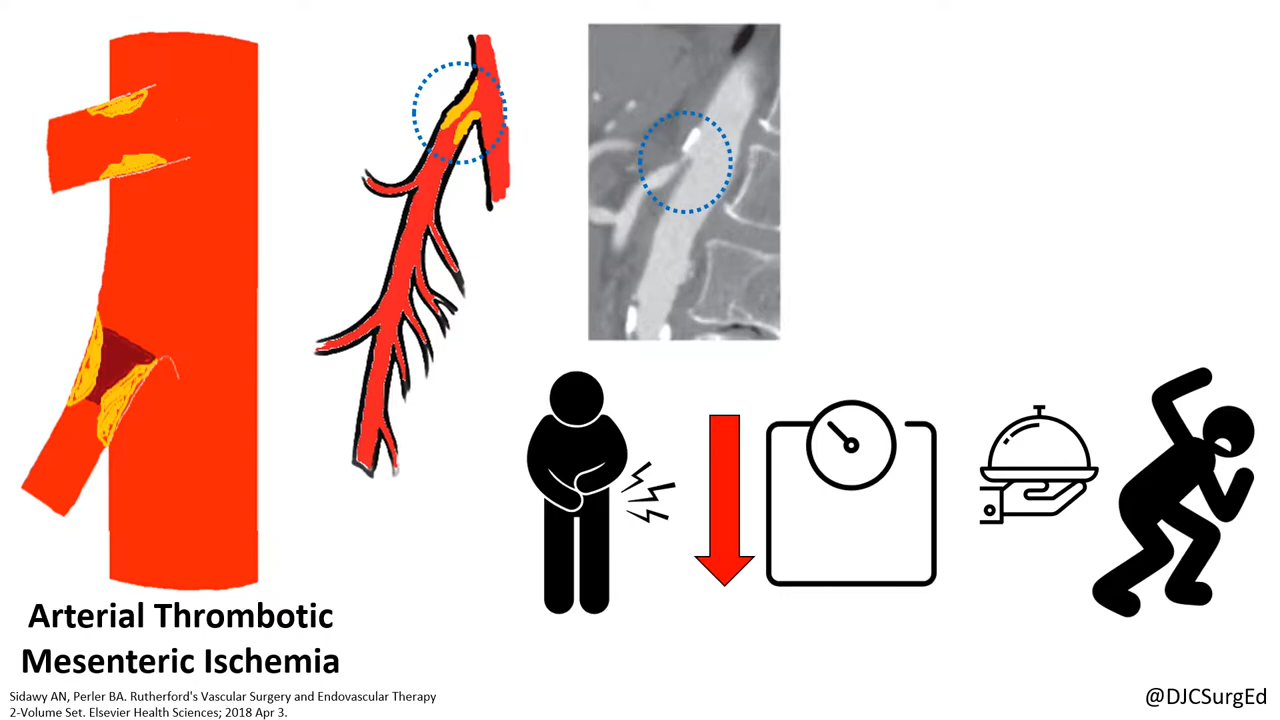 Arterial Thrombotic
Mesenteric Ischemia
Sidawy AN, Perler BA. Rutherford's Vascular Surgery and Endovascular Therapy
2-Volume Set. Elsevier Health Sciences; 2018 Apr 3.
@DJCSurgEd